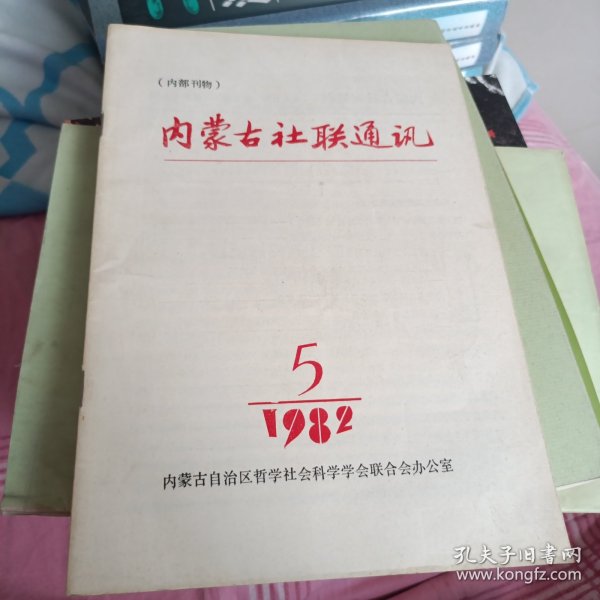 （内部刊物）
内蒙古社联通讯
5
1982
内蒙古自治区哲学社会科学学会联合会办公室
孔夫子旧书网
www.kongfz.com